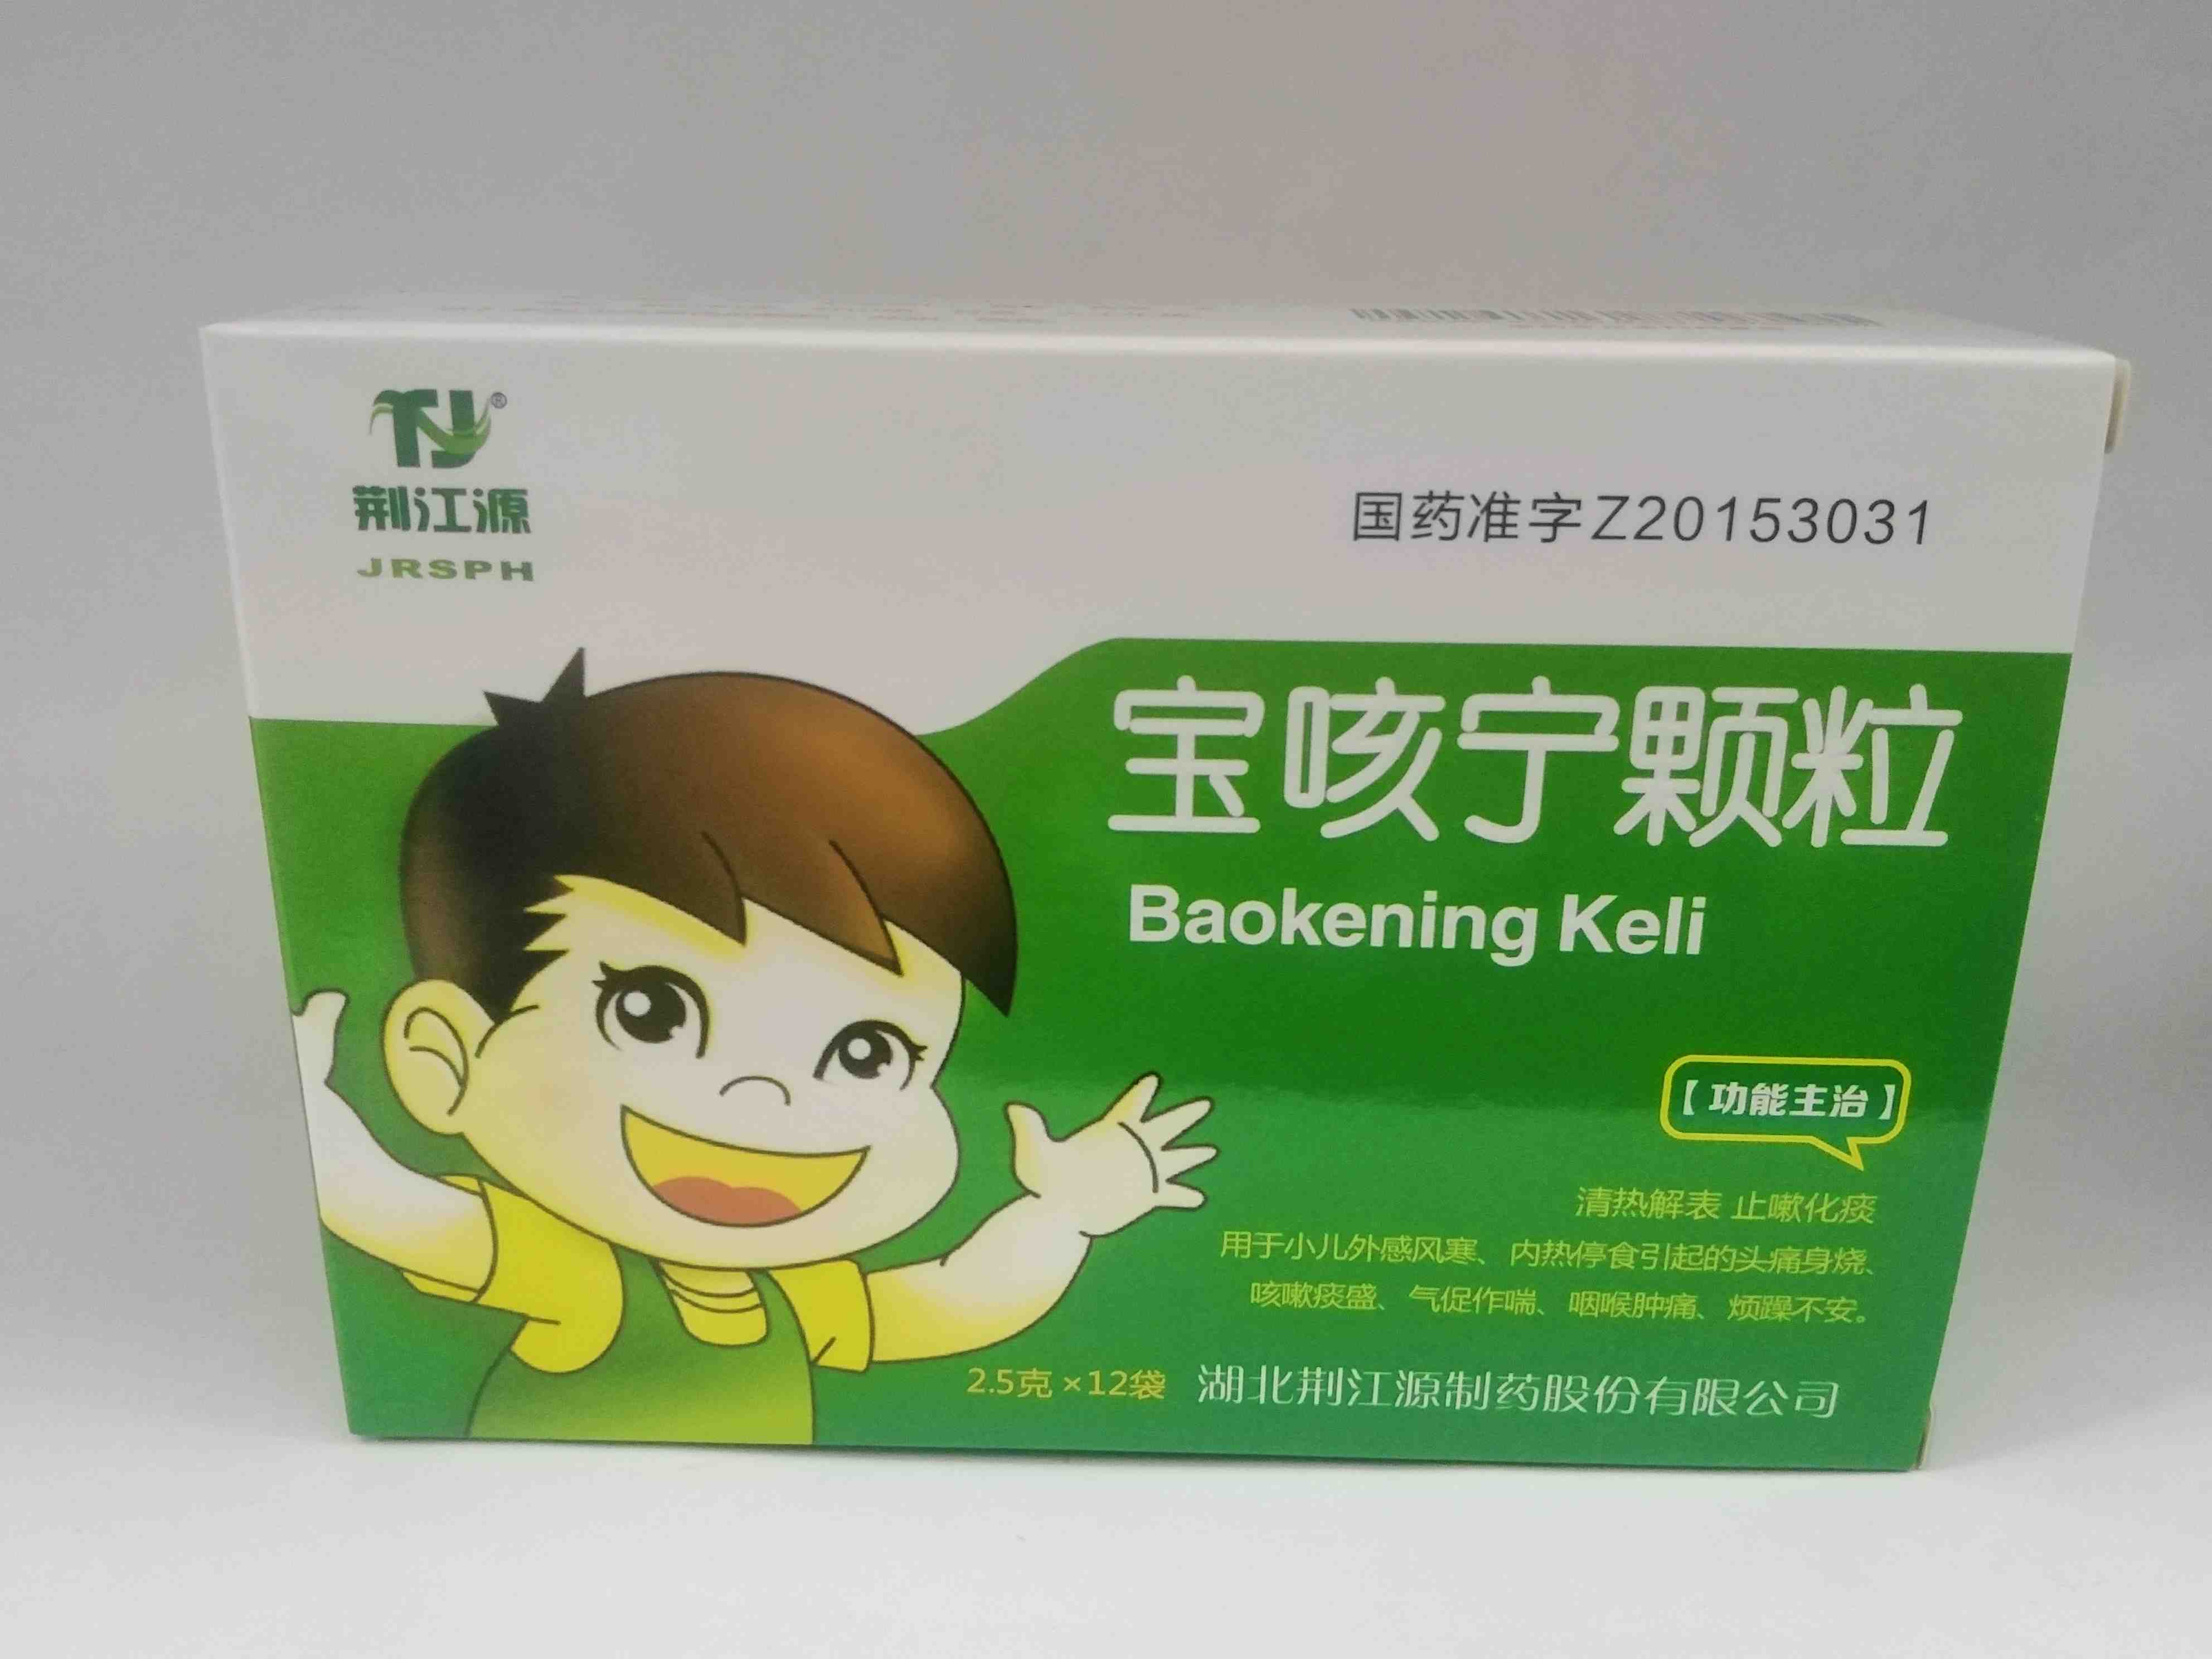 荆江源
JRSPH
国药准字Z20153031
宝咳宁颗粒
Baokening Keli
【功能主治】
清热解表 止嗽化痰
用于小儿外感风寒、内热停食引起的头痛身烧、
咳嗽痰盛、气促作喘、咽喉肿痛、烦躁不安。
2.5克×12袋 湖北荆江源制药股份有限公司